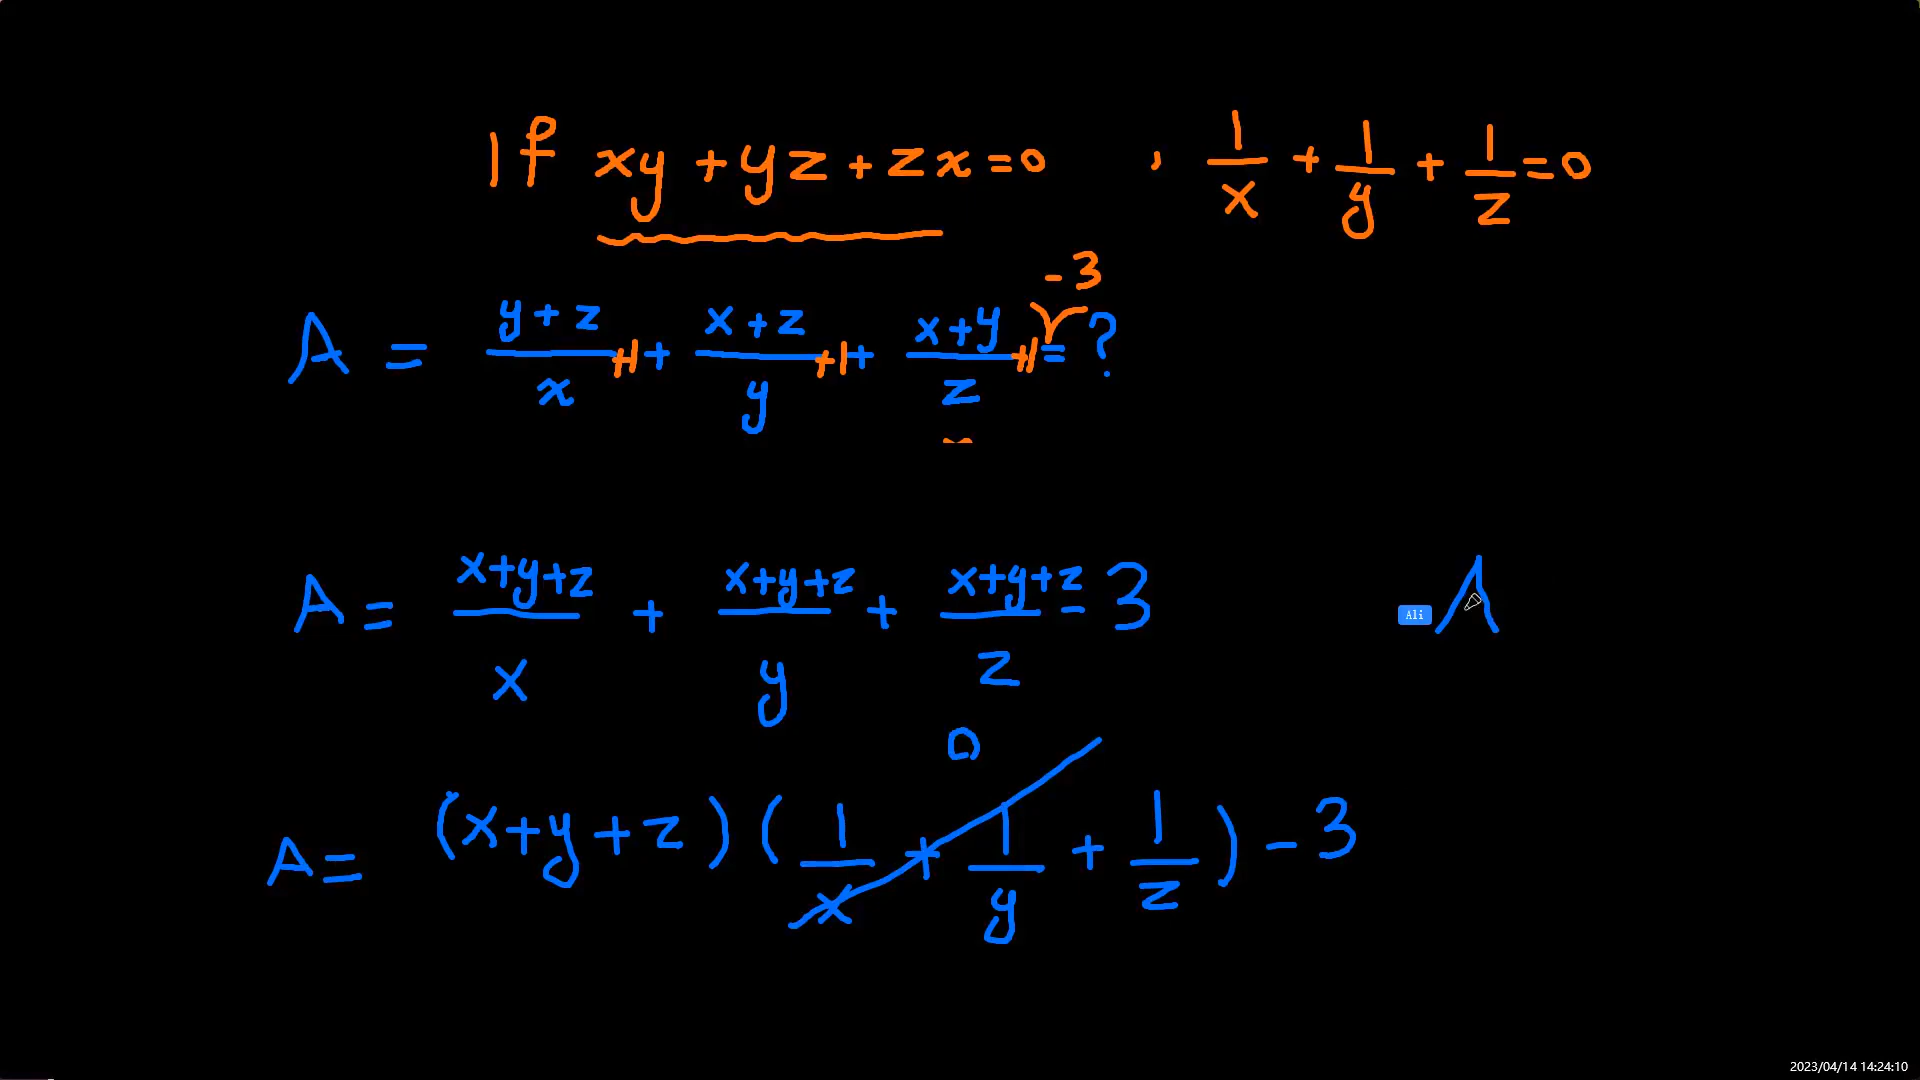 If xy + yz + zx = 0 , 1/x + 1/y + 1/z = 0
-3
A = y+z/x +1 + x+z/y +1 + x+y/z +1 = ?
A = x+y+z/x + x+y+z/y + x+y+z/z = 3
Ali A
0
A = (x+y+z)(1/x + 1/y + 1/z) - 3
2023/04/14 14:24:10